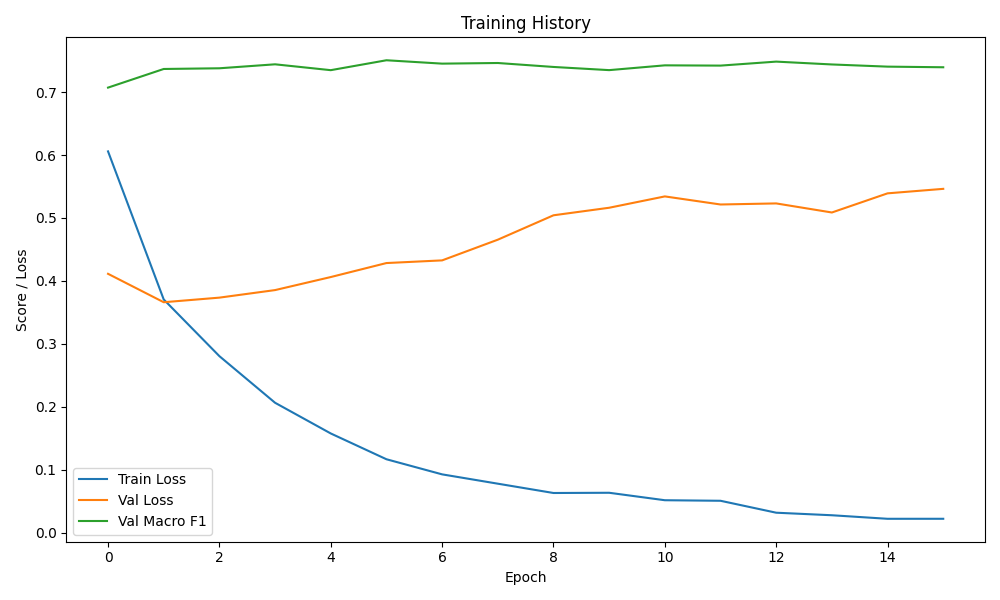 Training History
Score / Loss
0.7
0.6
0.5
0.4
0.3
0.2
0.1
0.0
Train Loss
Val Loss
Val Macro F1
0 2 4 6 8 10 12 14
Epoch